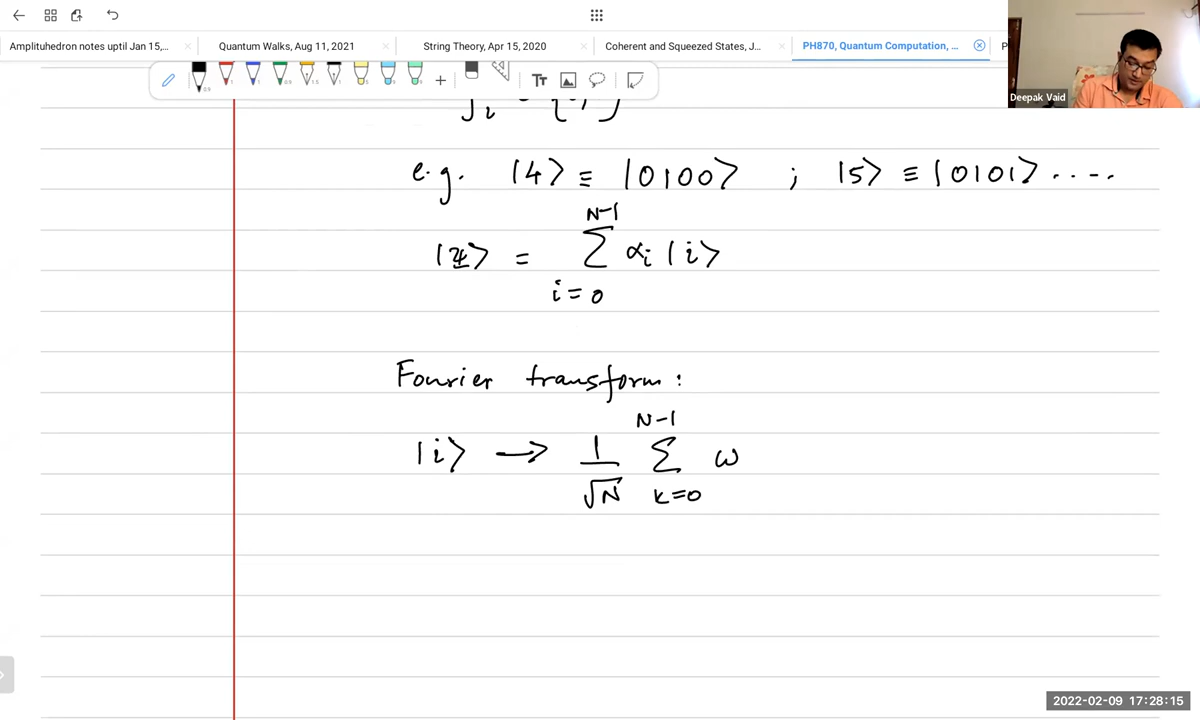 Amplituhedron notes uptil Jan 15,... Quantum Walks, Aug 11, 2021 String Theory, Apr 15, 2020 Coherent and Squeezed States, J... PH870, Quantum Computation, ... P
Deepak Vaid
Tт
e.g. |4> ≡ |0100> ; |5> ≡ |0101> ....
N-1
|Ψ> = Σ αi |i>
i=0
Fourier transform:
N-1
|i> → 1/√N Σ ω
k=0
2022-02-09 17:28:15